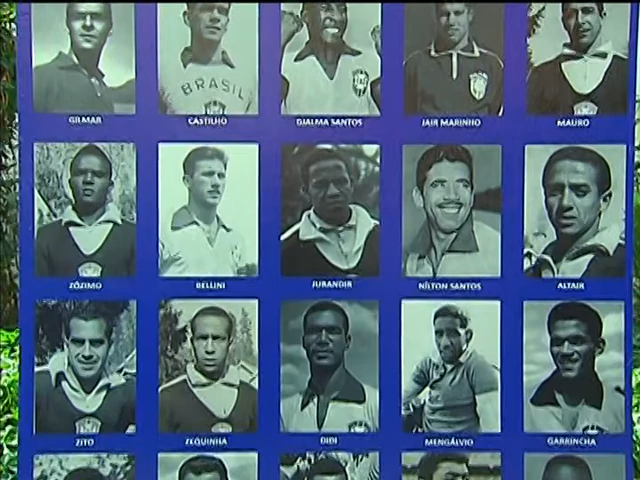 GILMAR
CASTILHO
DJALMA SANTOS
JAIR MARINHO
MAURO
BRASIL
ZÓZIMO
BELLINI
JURANDIR
NÍLTON SANTOS
ALTAIR
ZITO
ZEQUINHA
DIDI
MENGÁLVIO
GARRINCHA